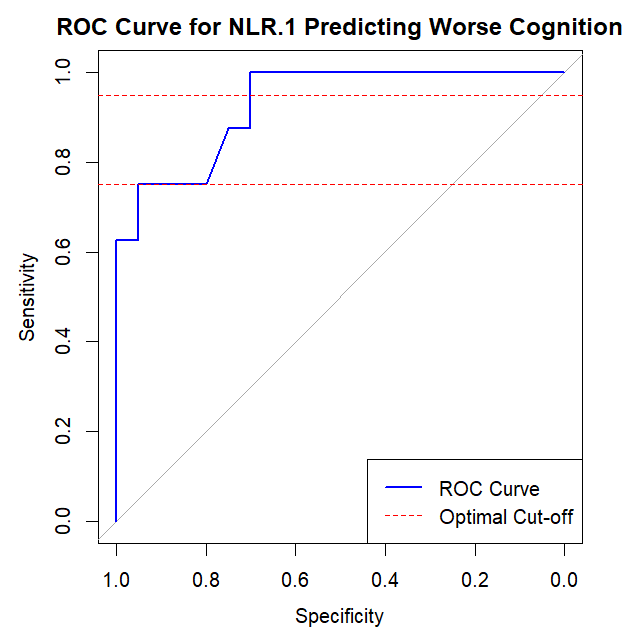 ROC Curve for NLR.1 Predicting Worse Cognition
1.0
0.8
0.6
0.4
0.2
0.0
Sensitivity
ROC Curve
Optimal Cut-off
1.0 0.8 0.6 0.4 0.2 0.0
Specificity